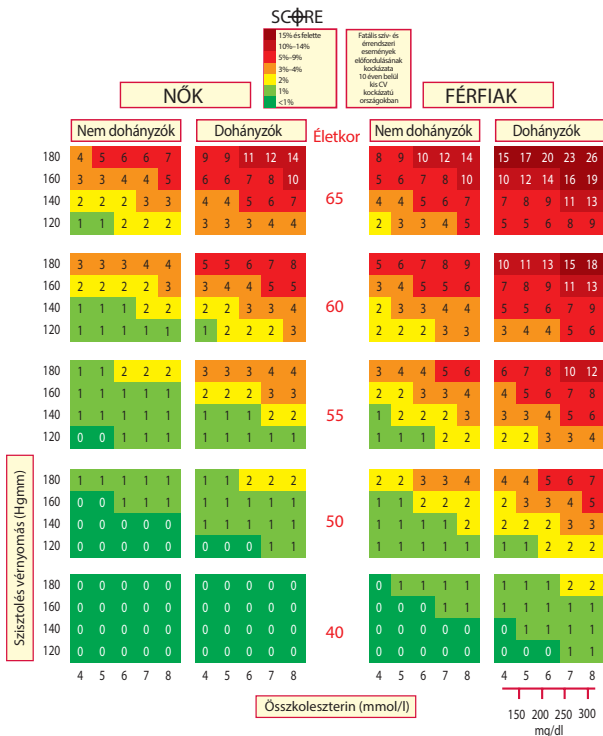 SCORE
15% és felette
10%–14%
5%–9%
3%–4%
2%
1%
<1%
Fatális szív- és
érrendszeri
események
előfordulásának
kockázata
10 éven belül
kis CV
kockázatú
országokban
NŐK
FÉRFIAK
Nem dohányzók
Dohányzók
Életkor
Nem dohányzók
Dohányzók
180 4 5 6 6 7 9 9 11 12 14 8 9 10 12 14 15 17 20 23 26
160 3 3 4 4 5 6 6 7 8 10 5 6 7 8 10 10 12 14 16 19
140 2 2 2 3 3 4 4 5 6 7 4 4 5 6 7 7 8 9 11 13
120 1 1 2 2 2 3 3 3 4 4 2 3 3 4 5 5 5 6 8 9
65
180 3 3 3 4 4 5 5 6 7 8 5 6 7 8 9 10 11 13 15 18
160 2 2 2 2 3 3 4 4 5 5 3 4 5 5 6 7 8 9 11 13
140 1 1 1 2 2 2 2 3 3 4 2 3 3 4 4 5 5 6 7 9
120 1 1 1 1 1 1 2 2 2 3 2 2 2 3 3 3 4 4 5 6
60
180 1 1 2 2 2 3 3 3 4 4 3 4 4 5 6 6 7 8 10 12
160 1 1 1 1 1 2 2 2 3 3 2 2 3 3 4 4 5 6 7 8
140 1 1 1 1 1 1 1 1 2 2 1 2 2 2 3 3 3 4 5 6
120 0 0 1 1 1 1 1 1 1 1 1 1 1 2 2 2 2 3 3 4
55
180 1 1 1 1 1 1 1 2 2 2 2 2 3 3 4 4 4 5 6 7
160 0 0 1 1 1 1 1 1 1 1 1 1 2 2 2 2 3 3 4 5
140 0 0 0 0 0 1 1 1 1 1 1 1 1 1 2 2 2 2 3 3
120 0 0 0 0 0 0 0 0 1 1 1 1 1 1 1 1 1 2 2 2
50
180 0 0 0 0 0 0 0 0 0 0 0 1 1 1 1 1 1 1 2 2
160 0 0 0 0 0 0 0 0 0 0 0 0 0 1 1 1 1 1 1 1
140 0 0 0 0 0 0 0 0 0 0 0 0 0 0 0 0 1 1 1 1
120 0 0 0 0 0 0 0 0 0 0 0 0 0 0 0 0 0 0 1 1
40
4 5 6 7 8 4 5 6 7 8 4 5 6 7 8 4 5 6 7 8
Szisztolés vérnyomás (Hgmm)
Összkoleszterin (mmol/l)
150 200 250 300
mg/dl